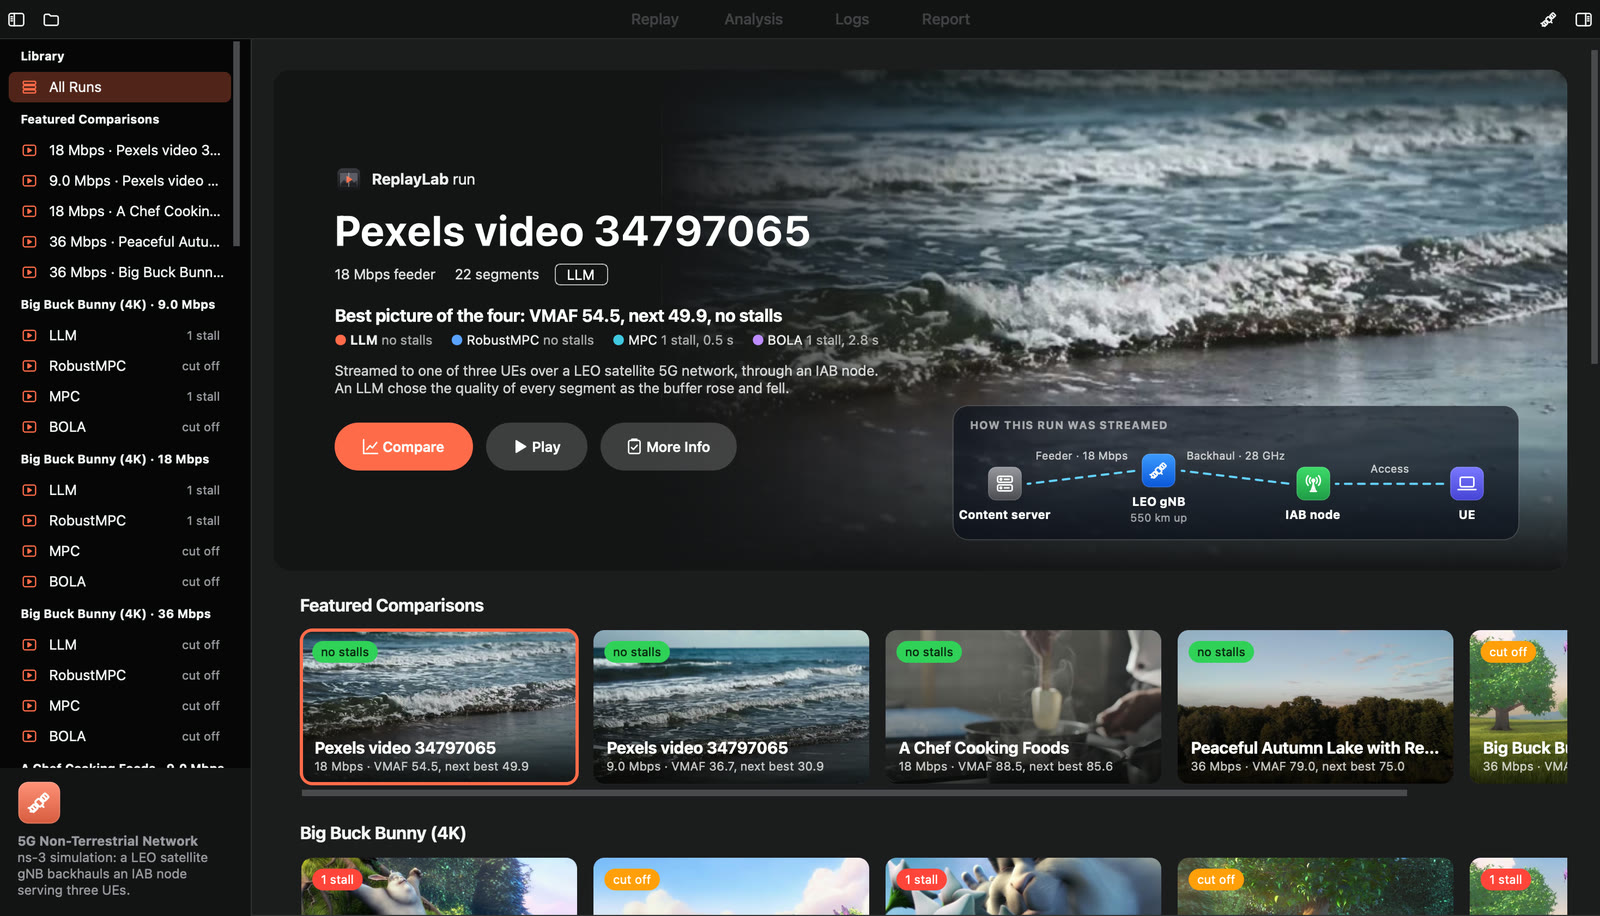 Replay
Analysis
Logs
Report
Library
All Runs
Featured Comparisons
18 Mbps · Pexels video 3...
9.0 Mbps · Pexels video ...
18 Mbps · A Chef Cookin...
36 Mbps · Peaceful Autu...
36 Mbps · Big Buck Bunn...
Big Buck Bunny (4K) · 9.0 Mbps
LLM 1 stall
RobustMPC cut off
MPC 1 stall
BOLA cut off
Big Buck Bunny (4K) · 18 Mbps
LLM 1 stall
RobustMPC 1 stall
MPC cut off
BOLA cut off
Big Buck Bunny (4K) · 36 Mbps
LLM cut off
RobustMPC cut off
MPC cut off
BOLA cut off
A Chef Cooking Foods · 9.0 Mbps
5G Non-Terrestrial Network
ns-3 simulation: a LEO satellite
gNB backhauls an IAB node
serving three UEs.
ReplayLab run
Pexels video 34797065
18 Mbps feeder 22 segments LLM
Best picture of the four: VMAF 54.5, next 49.9, no stalls
LLM no stalls RobustMPC no stalls MPC 1 stall, 0.5 s BOLA 1 stall, 2.8 s
Streamed to one of three UEs over a LEO satellite 5G network, through an IAB node.
An LLM chose the quality of every segment as the buffer rose and fell.
Compare
Play
More Info
HOW THIS RUN WAS STREAMED
Feeder · 18 Mbps
Backhaul · 28 GHz
Access
Content server
LEO gNB
550 km up
IAB node
UE
Featured Comparisons
no stalls
Pexels video 34797065
18 Mbps · VMAF 54.5, next best 49.9
no stalls
Pexels video 34797065
9.0 Mbps · VMAF 36.7, next best 30.9
no stalls
A Chef Cooking Foods
18 Mbps · VMAF 88.5, next best 85.6
no stalls
Peaceful Autumn Lake with Re...
36 Mbps · VMAF 79.0, next best 75.0
cut off
Big Buck B
36 Mbps · VMA
Big Buck Bunny (4K)
1 stall
cut off
1 stall
cut off
1 stall